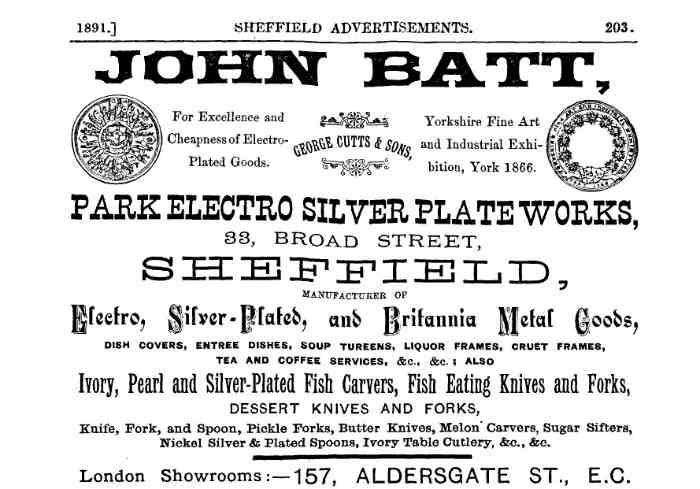 1891.] SHEFFIELD ADVERTISEMENTS. 203.
JOHN BATT,
For Excellence and
Cheapness of Electro-
Plated Goods.
GEORGE CUTTS & SONS,
Yorkshire Fine Art
and Industrial Exhi-
bition, York 1866.
PARK ELECTRO SILVER PLATE WORKS,
33, BROAD STREET,
SHEFFIELD,
MANUFACTURER OF
Electro, Silver-Plated, and Britannia Metal Goods,
DISH COVERS, ENTREE DISHES, SOUP TUREENS, LIQUOR FRAMES, CRUET FRAMES,
TEA AND COFFEE SERVICES, &c., &c. ; ALSO
Ivory, Pearl and Silver-Plated Fish Carvers, Fish Eating Knives and Forks,
DESSERT KNIVES AND FORKS,
Knife, Fork, and Spoon, Pickle Forks, Butter Knives, Melon Carvers, Sugar Sifters,
Nickel Silver & Plated Spoons, Ivory Table Cutlery, &c., &c.
London Showrooms:—157, ALDERSGATE ST., E.C.